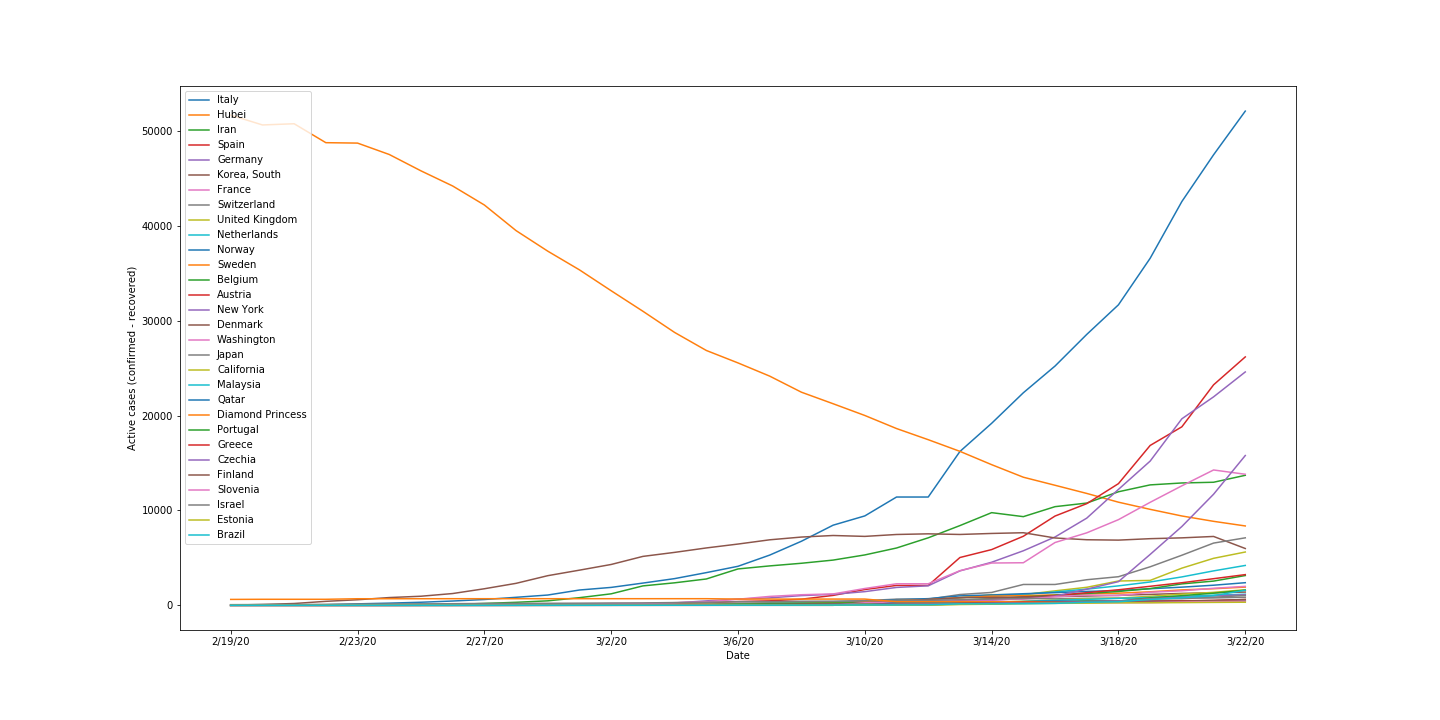 Italy
Hubei
Iran
Spain
Germany
Korea, South
France
Switzerland
United Kingdom
Netherlands
Norway
Sweden
Belgium
Austria
New York
Denmark
Washington
Japan
California
Malaysia
Qatar
Diamond Princess
Portugal
Greece
Czechia
Finland
Slovenia
Israel
Estonia
Brazil
50000
40000
30000
20000
10000
0
Active cases (confirmed - recovered)
2/19/20 2/23/20 2/27/20 3/2/20 3/6/20 3/10/20 3/14/20 3/18/20 3/22/20
Date